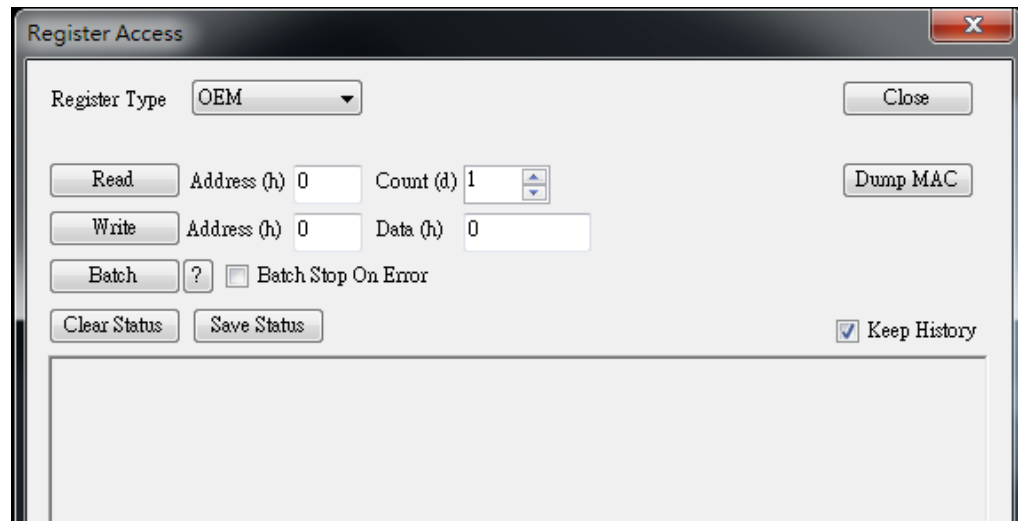 Register Access
Register Type OEM Close
Read Address (h) 0 Count (d) 1 Dump MAC
Write Address (h) 0 Data (h) 0
Batch ? Batch Stop On Error
Clear Status Save Status Keep History